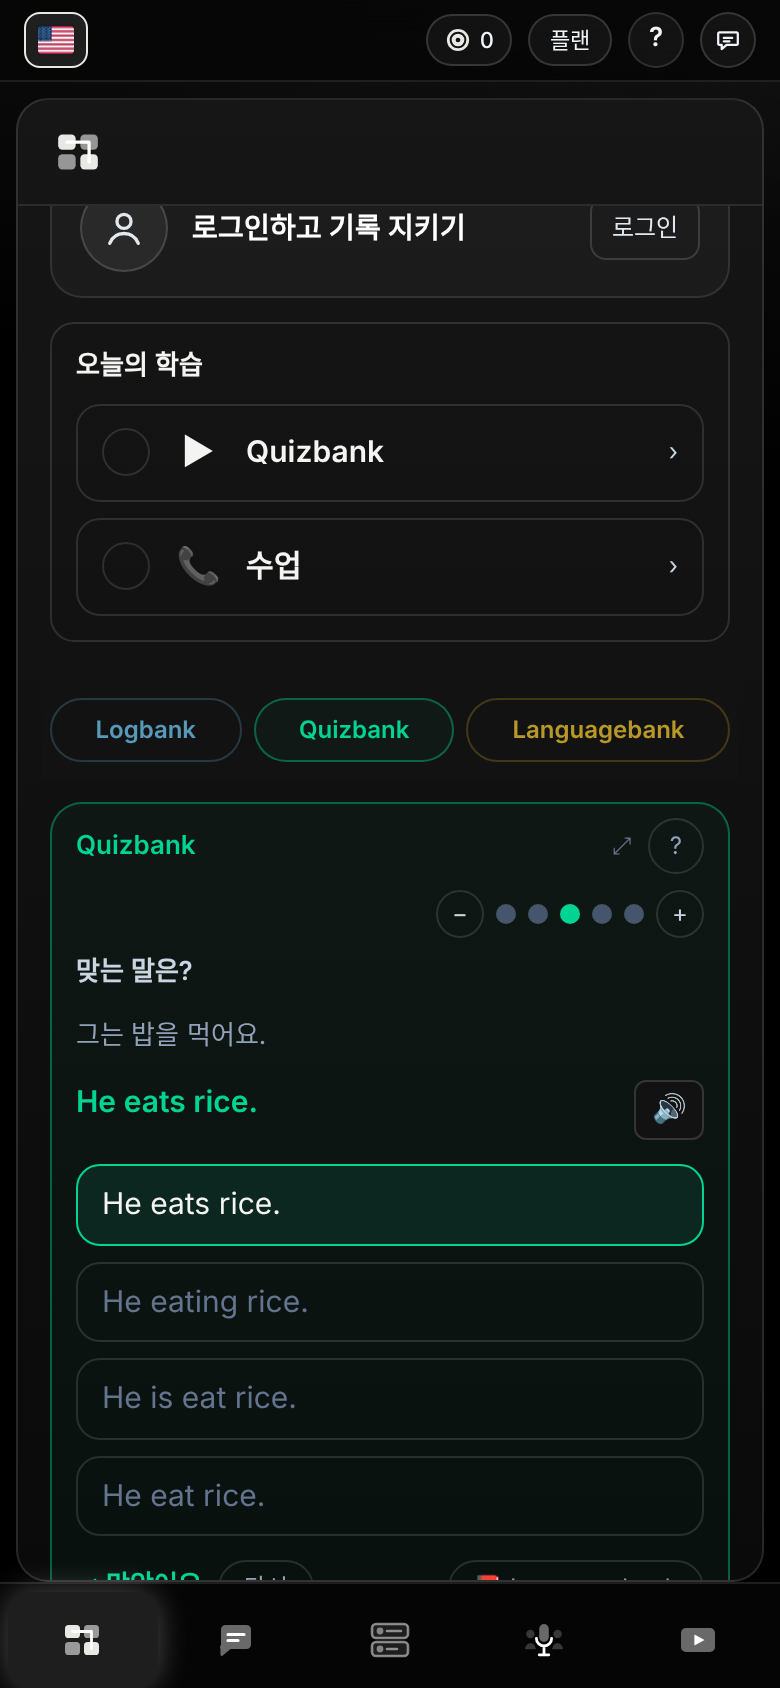 0
플랜
?
로그인하고 기록 지키기
로그인
오늘의 학습
Quizbank
수업
Logbank
Quizbank
Languagebank
Quizbank
?
맞는 말은?
그는 밥을 먹어요.
He eats rice.
He eats rice.
He eating rice.
He is eat rice.
He eat rice.